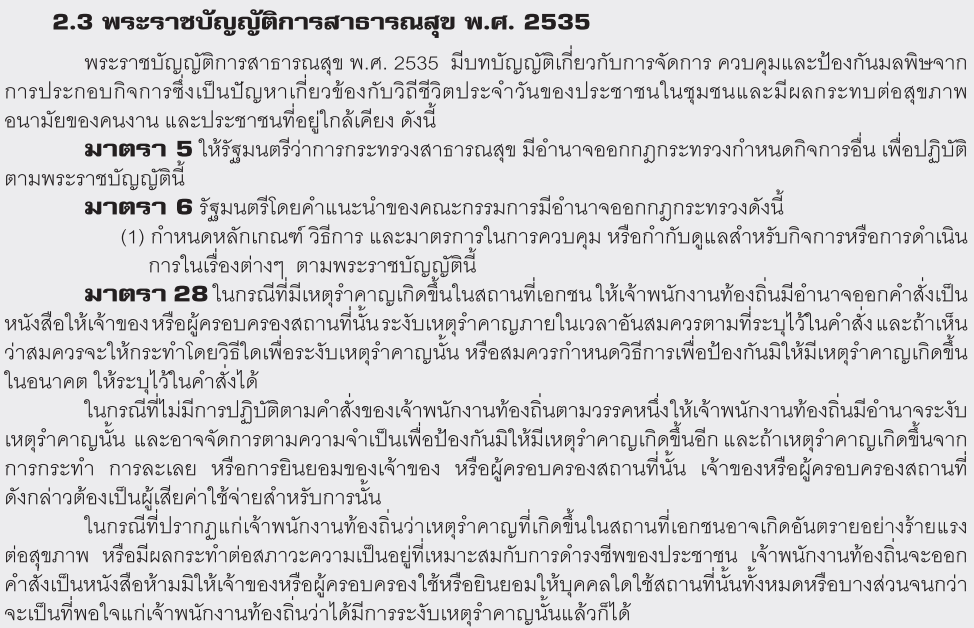 2.3 พระราชบัญญัติการสาธารณสุข พ.ศ. 2535
พระราชบัญญัติการสาธารณสุข พ.ศ. 2535 มีบทบัญญัติเกี่ยวกับการจัดการ ควบคุมและป้องกันมลพิษจาก
การประกอบกิจการซึ่งเป็นปัญหาเกี่ยวข้องกับวิถีชีวิตประจำวันของประชาชนในชุมชนและมีผลกระทบต่อสุขภาพ
อนามัยของคนงาน และประชาชนที่อยู่ใกล้เคียง ดังนี้
มาตรา 5 ให้รัฐมนตรีว่าการกระทรวงสาธารณสุข มีอำนาจออกกฎกระทรวงกำหนดกิจการอื่น เพื่อปฏิบัติ
ตามพระราชบัญญัตินี้
มาตรา 6 รัฐมนตรีโดยคำแนะนำของคณะกรรมการมีอำนาจออกกฎกระทรวงดังนี้
(1) กำหนดหลักเกณฑ์ วิธีการ และมาตรการในการควบคุม หรือกำกับดูแลสำหรับกิจการหรือการดำเนิน
การในเรื่องต่างๆ ตามพระราชบัญญัตินี้
มาตรา 28 ในกรณีที่มีเหตุรำคาญเกิดขึ้นในสถานที่เอกชน ให้เจ้าพนักงานท้องถิ่นมีอำนาจออกคำสั่งเป็น
หนังสือให้เจ้าของ หรือผู้ครอบครองสถานที่นั้น ระงับเหตุรำคาญภายในเวลาอันสมควรตามที่ระบุไว้ในคำสั่ง และถ้าเห็น
ว่าสมควรจะให้กระทำโดยวิธีใดเพื่อระงับเหตุรำคาญนั้น หรือสมควรกำหนดวิธีการเพื่อป้องกันมิให้มีเหตุรำคาญเกิดขึ้น
ในอนาคต ให้ระบุไว้ในคำสั่งได้
ในกรณีที่ไม่มีการปฏิบัติตามคำสั่งของเจ้าพนักงานท้องถิ่นตามวรรคหนึ่งให้เจ้าพนักงานท้องถิ่นมีอำนาจระงับ
เหตุรำคาญนั้น และอาจจัดการตามความจำเป็นเพื่อป้องกันมิให้มีเหตุรำคาญเกิดขึ้นอีก และถ้าเหตุรำคาญเกิดขึ้นจาก
การกระทำ การละเลย หรือการยินยอมของเจ้าของ หรือผู้ครอบครองสถานที่นั้น เจ้าของหรือผู้ครอบครองสถานที่
ดังกล่าวต้องเป็นผู้เสียค่าใช้จ่ายสำหรับการนั้น
ในกรณีที่ปรากฏแก่เจ้าพนักงานท้องถิ่นว่าเหตุรำคาญที่เกิดขึ้นในสถานที่เอกชนอาจเกิดอันตรายอย่างร้ายแรง
ต่อสุขภาพ หรือมีผลกระทำต่อสภาวะความเป็นอยู่ที่เหมาะสมกับการดำรงชีพของประชาชน เจ้าพนักงานท้องถิ่นจะออก
คำสั่งเป็นหนังสือห้ามมิให้เจ้าของหรือผู้ครอบครองใช้หรือยินยอมให้บุคคลใดใช้สถานที่นั้นทั้งหมดหรือบางส่วนจนกว่า
จะเป็นที่พอใจแก่เจ้าพนักงานท้องถิ่นว่าได้มีการระงับเหตุรำคาญนั้นแล้วก็ได้